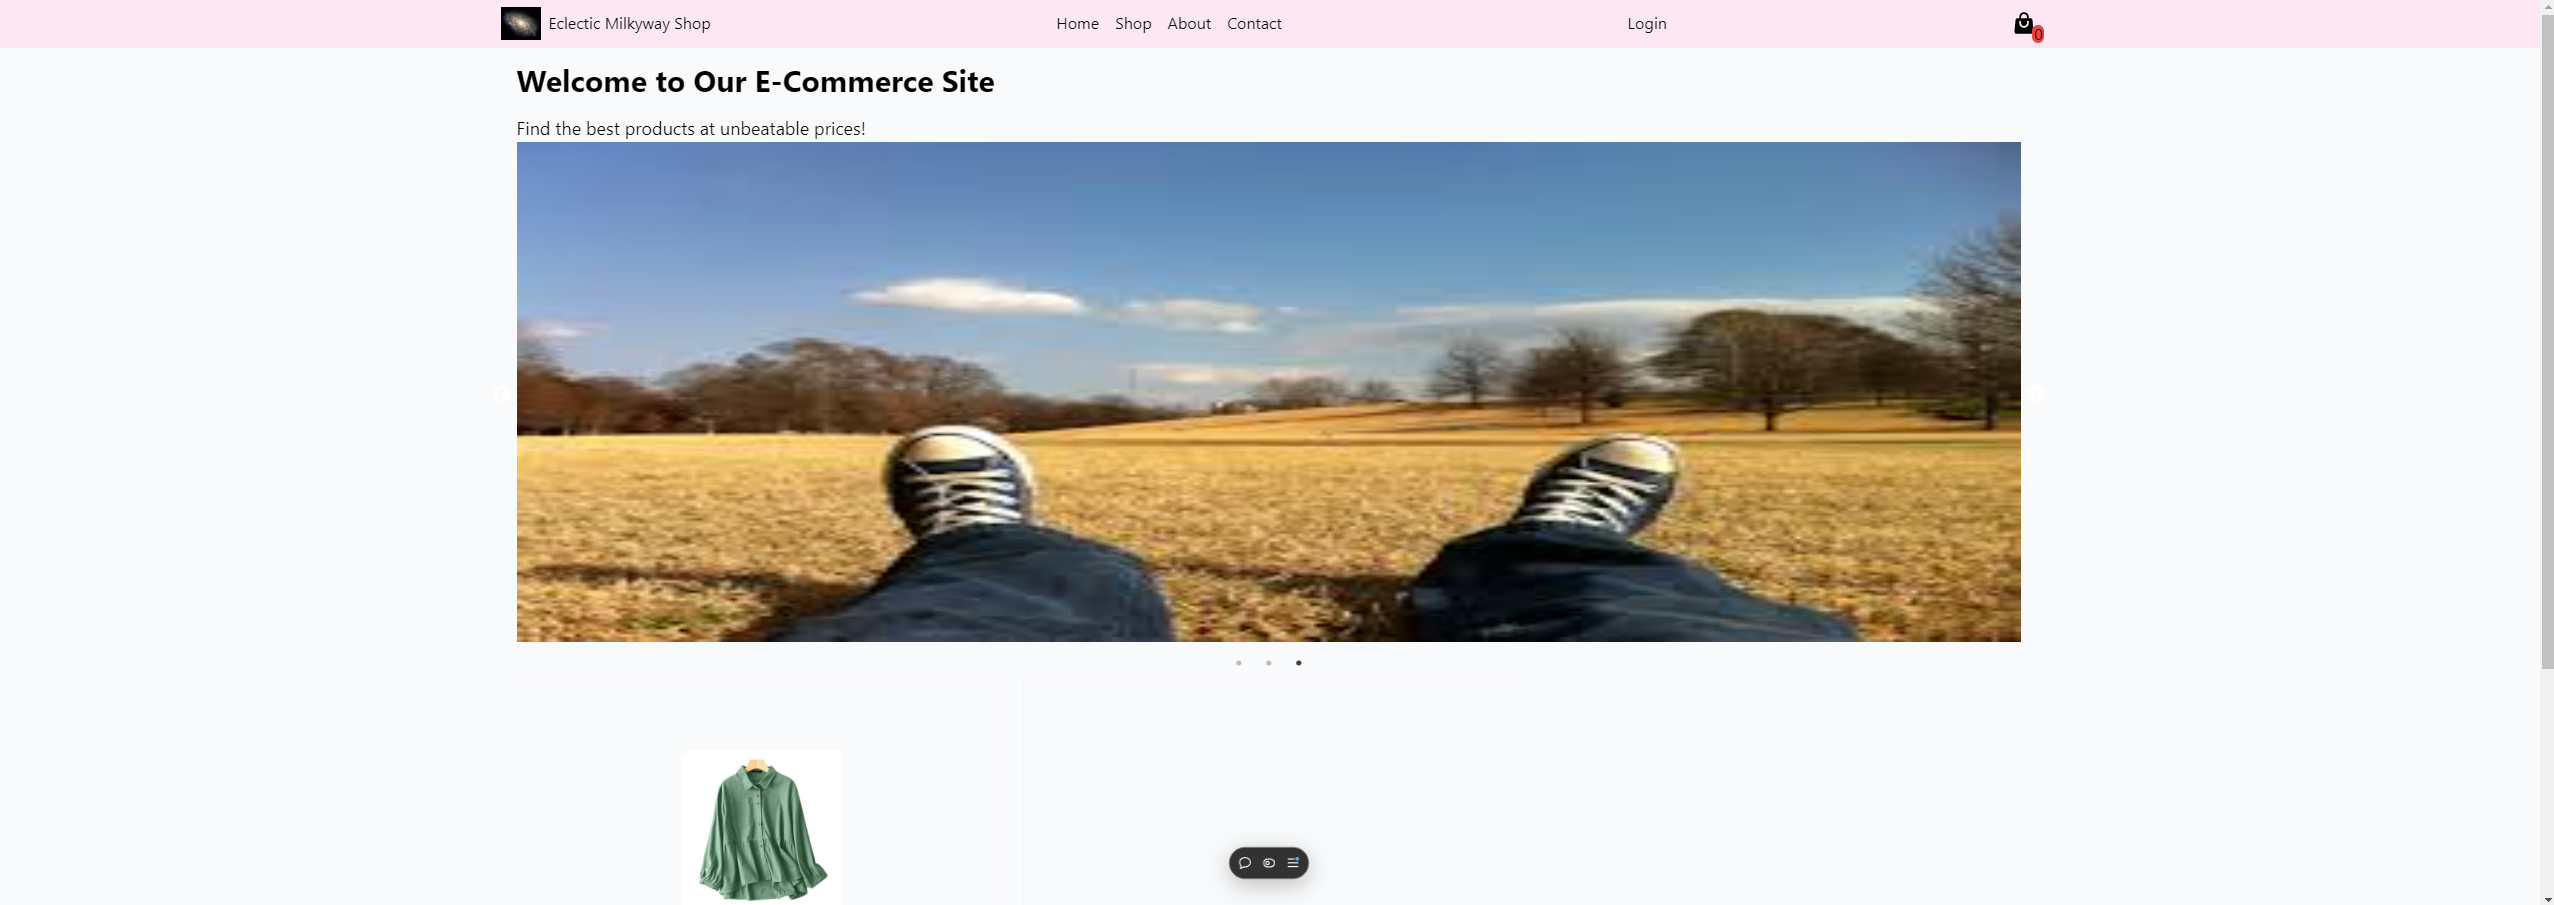 Eclectic Milkyway Shop
Home Shop About Contact
Login
0
Welcome to Our E-Commerce Site
Find the best products at unbeatable prices!